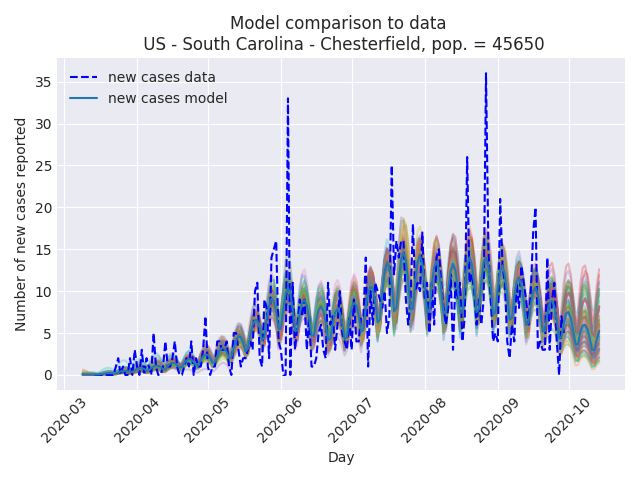 Model comparison to data
US - South Carolina - Chesterfield, pop. = 45650
new cases data
new cases model
Number of new cases reported
35
30
25
20
15
10
5
0
2020-03
2020-04
2020-05
2020-06
2020-07
2020-08
2020-09
2020-10
Day